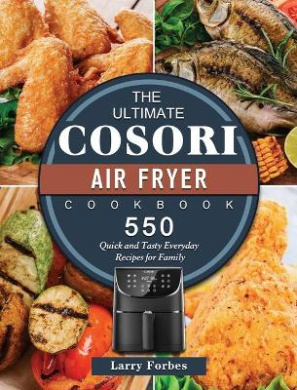 THE
ULTIMATE
COSORI
AIR FRYER
COOKBOOK
550
Quick and Tasty Everyday
Recipes for Family
Larry Forbes